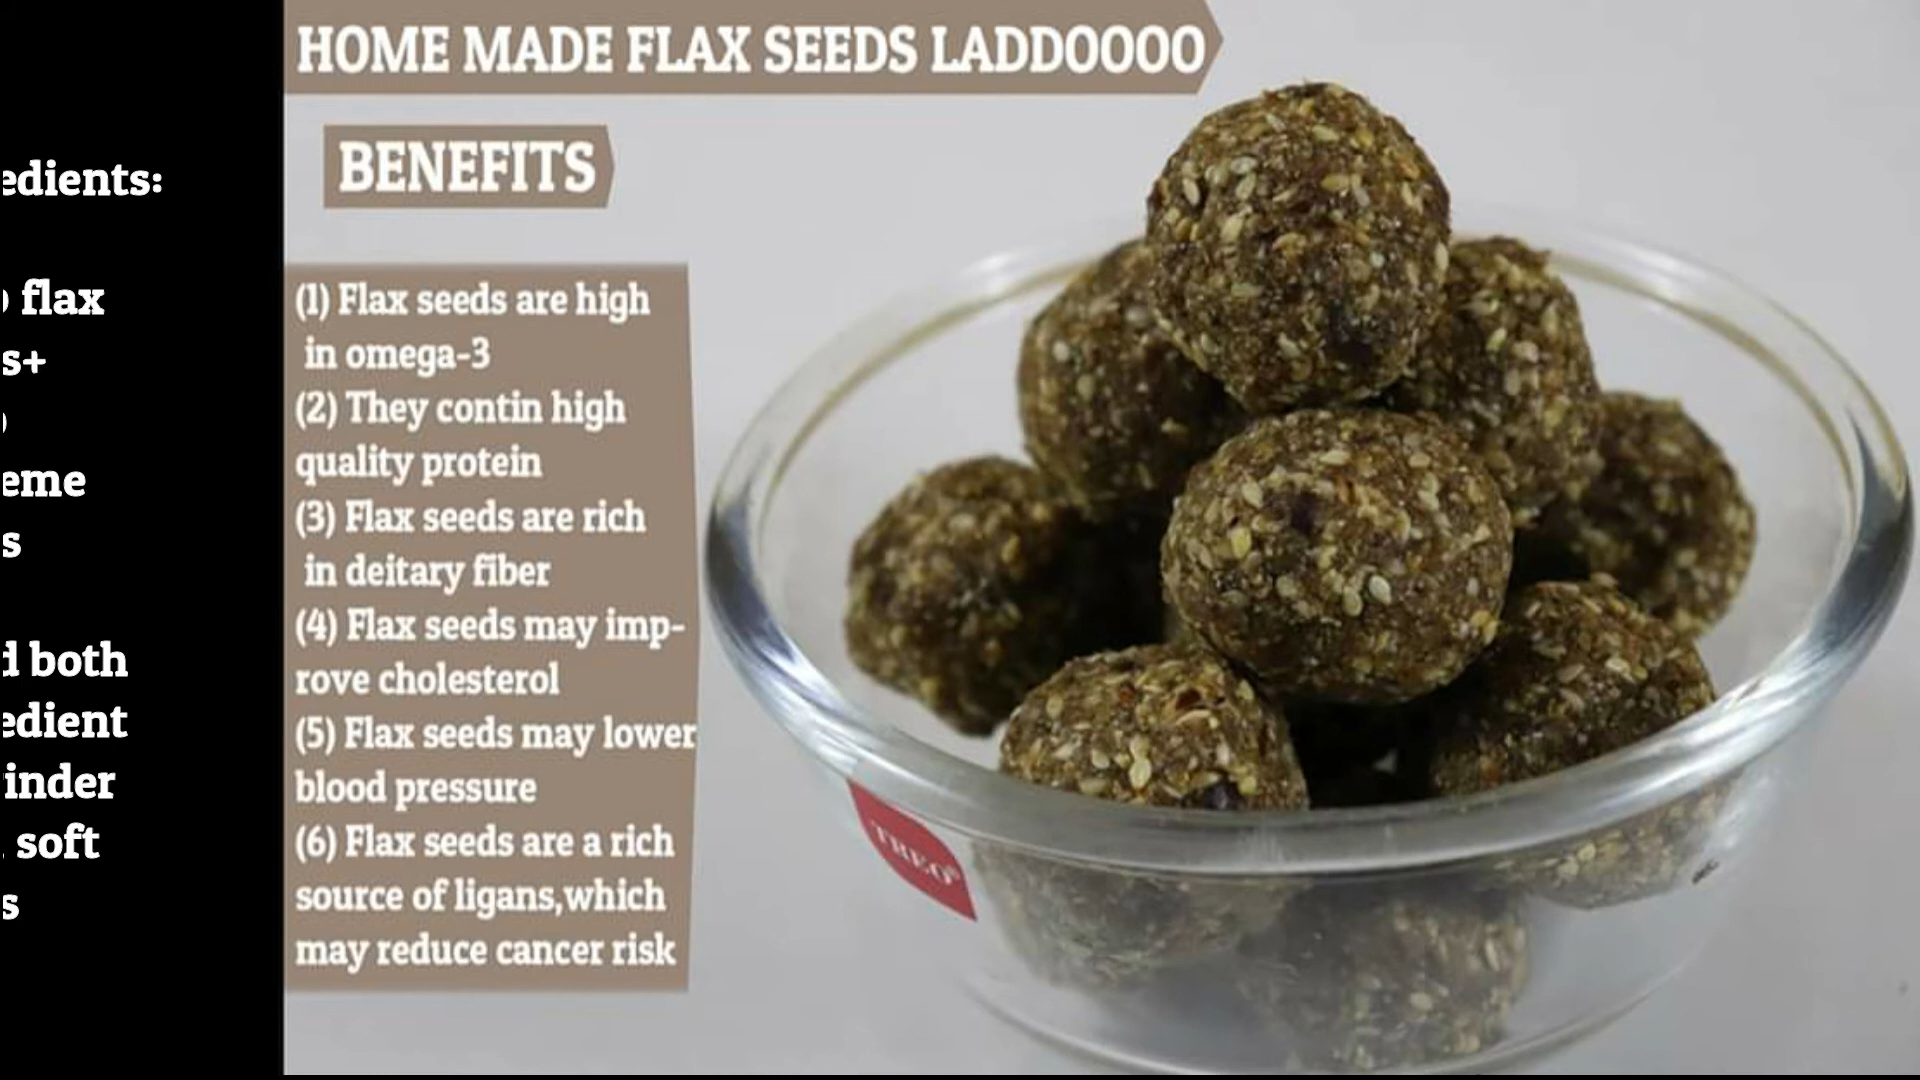 edients:
flax
s+
eme
s
d both
edient
inder
soft
s
HOME MADE FLAX SEEDS LADDOOOO
BENEFITS
(1) Flax seeds are high
in omega-3
(2) They contin high
quality protein
(3) Flax seeds are rich
in deitary fiber
(4) Flax seeds may imp-
rove cholesterol
(5) Flax seeds may lower
blood pressure
(6) Flax seeds are a rich
source of ligans,which
may reduce cancer risk
TREO®